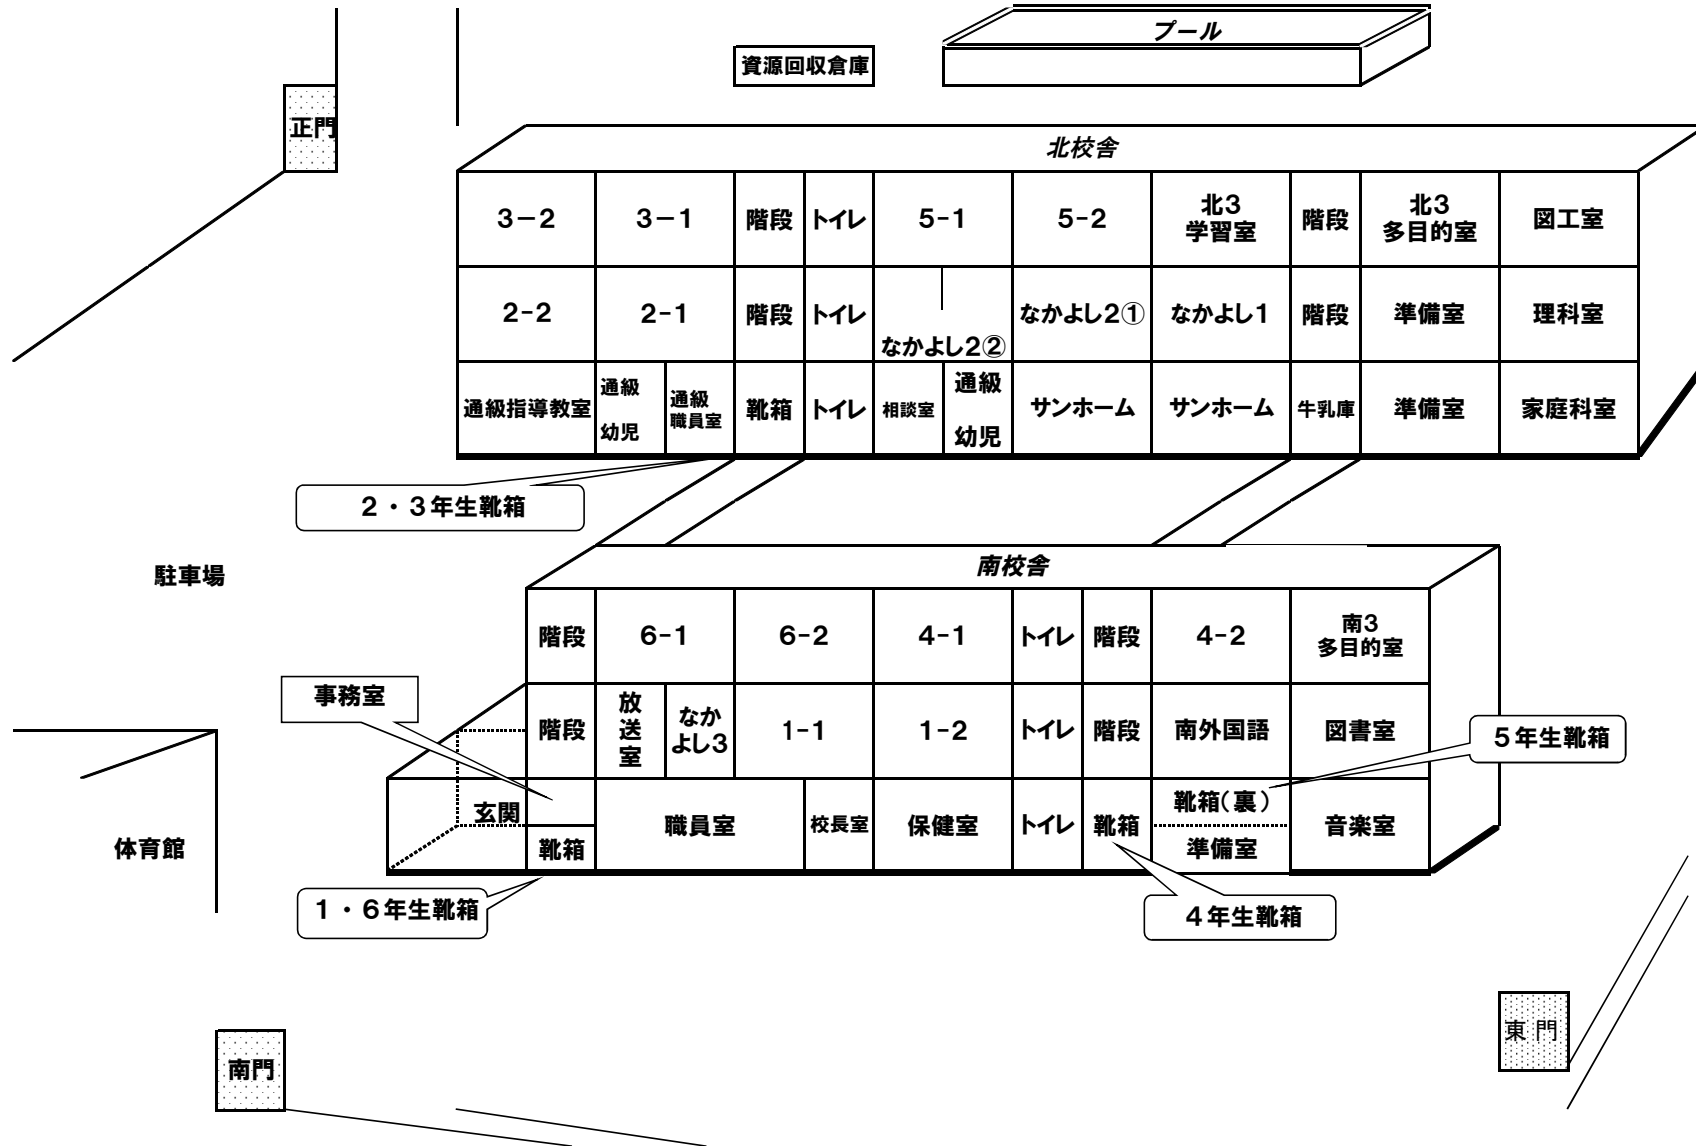 プール
資源回収倉庫
正門
北校舎
3－2
3－1
階段
トイレ
5-1
5-2
北3
学習室
階段
北3
多目的室
図工室
2-2
2-1
階段
トイレ
なかよし2②
なかよし2①
なかよし1
階段
準備室
理科室
通級指導教室
通級
幼児
通級
職員室
靴箱
トイレ
相談室
通級
幼児
サンホーム
サンホーム
牛乳庫
準備室
家庭科室
２・３年生靴箱
駐車場
南校舎
階段
6-1
6-2
4-1
トイレ
階段
4-2
南3
多目的室
事務室
階段
放
送
室
なか
よし3
1-1
1-2
トイレ
階段
南外国語
図書室
５年生靴箱
体育館
玄関
靴箱
職員室
校長室
保健室
トイレ
靴箱
靴箱（裏）
準備室
音楽室
１・６年生靴箱
４年生靴箱
南門
東門